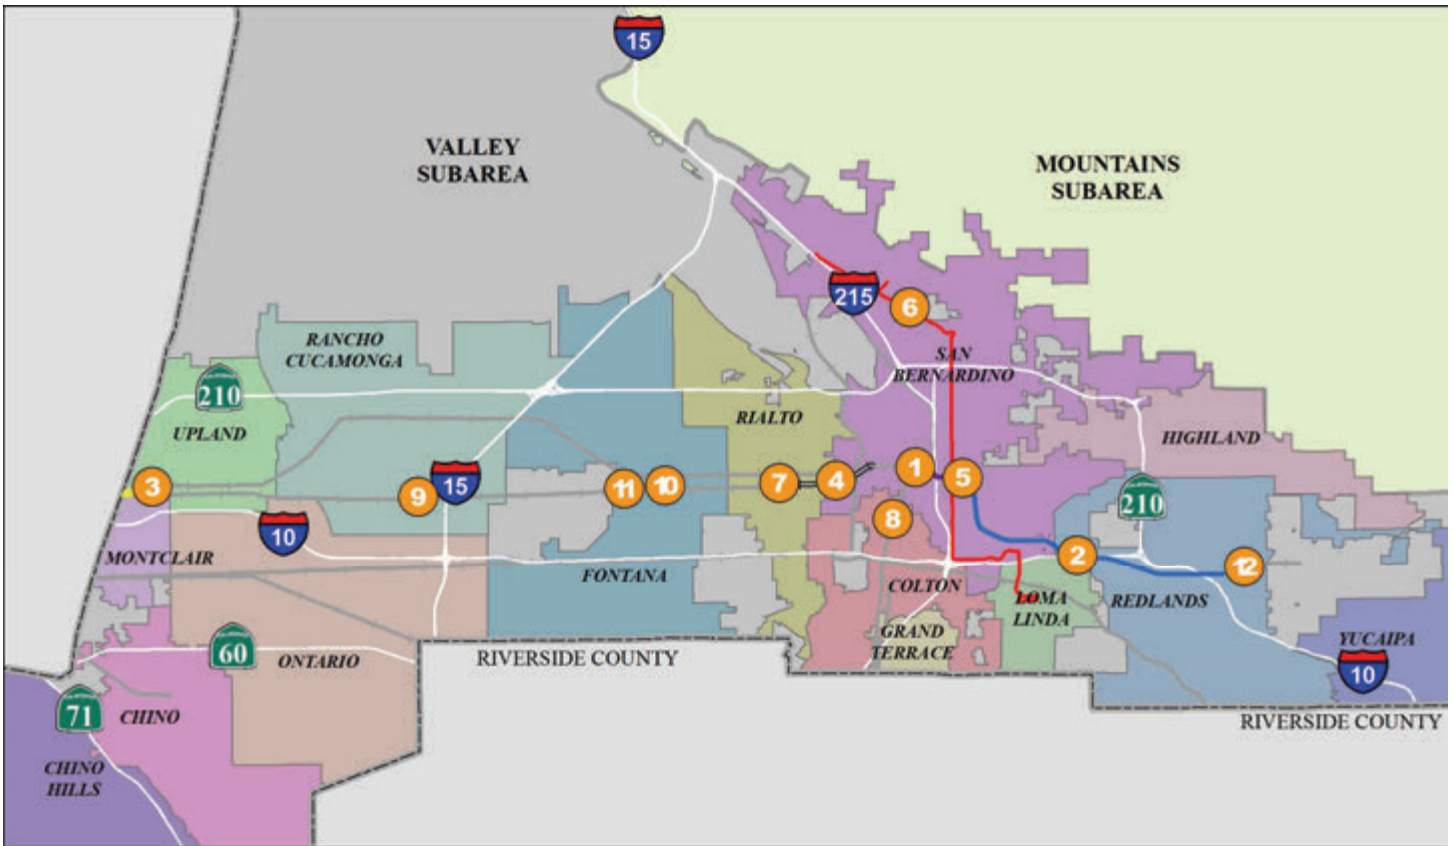 15
VALLEY
SUBAREA
MOUNTAINS
SUBAREA
215
6
RANCHO
CUCAMONGA
SAN
BERNARDINO
210
UPLAND
RIALTO
HIGHLAND
3
9
15
11
10
7
4
1
5
210
8
10
MONTCLAIR
FONTANA
COLTON
2
12
LOMA
LINDA
REDLANDS
GRAND
TERRACE
YUCAIPA
60
ONTARIO
RIVERSIDE COUNTY
10
71
CHINO
RIVERSIDE COUNTY
CHINO
HILLS